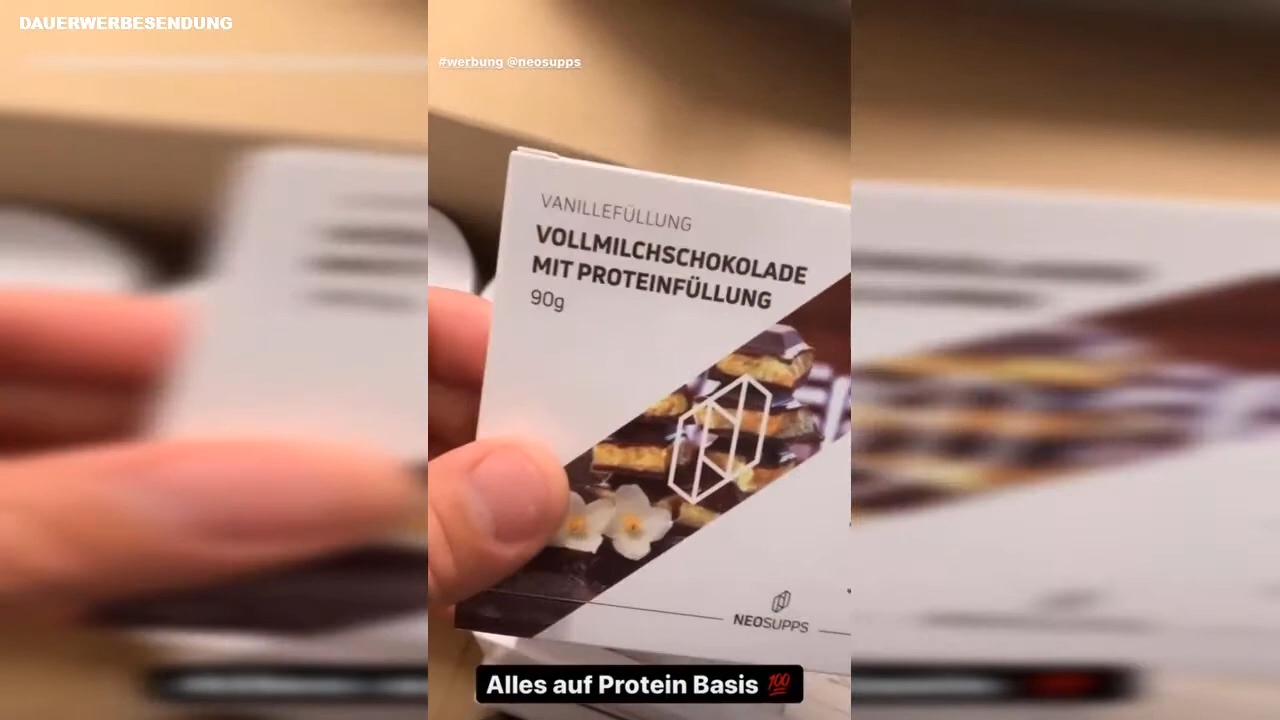 DAUERWERBESENDUNG
#werbung @neosupps
VANILLEFÜLLUNG
VOLLMILCHSCHOKOLADE
MIT PROTEINFÜLLUNG
90g
NEOSUPPS
Alles auf Protein Basis 💯